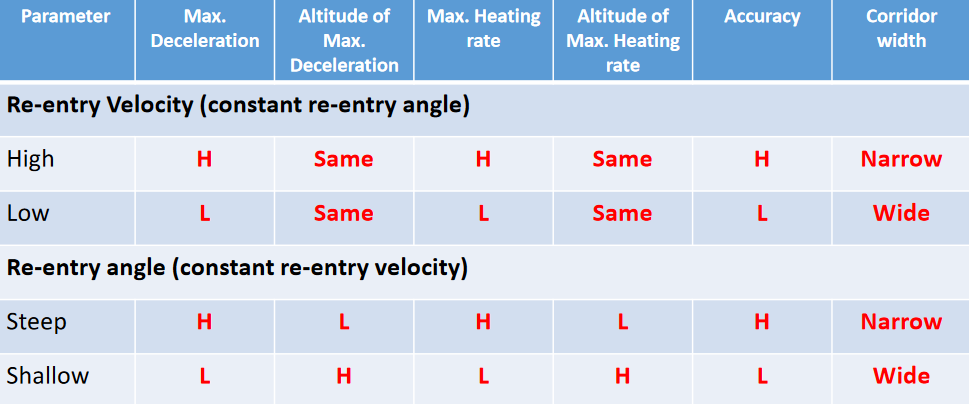 Parameter Max. Deceleration Altitude of Max. Deceleration Max. Heating rate Altitude of Max. Heating rate Accuracy Corridor width
Re-entry Velocity (constant re-entry angle)
High H Same H Same H Narrow
Low L Same L Same L Wide
Re-entry angle (constant re-entry velocity)
Steep H L H L H Narrow
Shallow L H L H L Wide